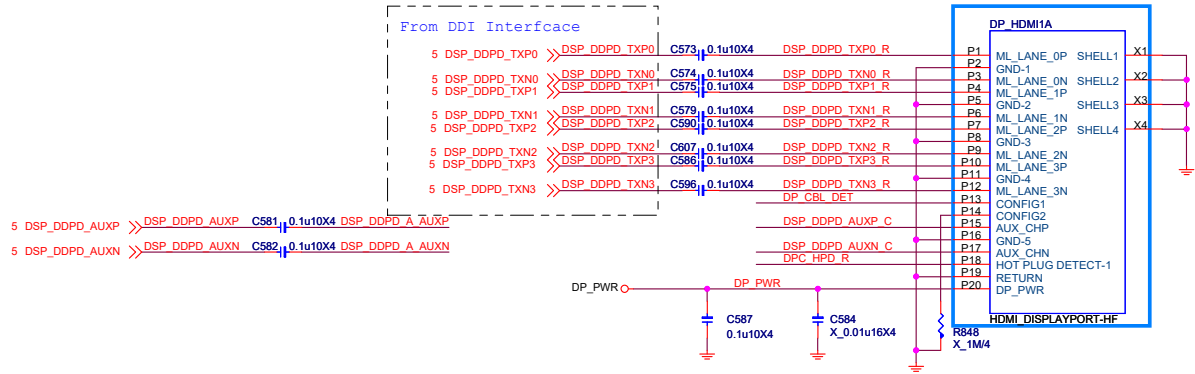 From DDI Interfcace
DP_HDMI1A
5 DSP_DDPD_TXP0 DSP_DDPD_TXP0 C573 0.1u10X4 DSP_DDPD_TXP0_R P1 ML_LANE_0P SHELL1 X1
P2 GND-1
5 DSP_DDPD_TXN0 DSP_DDPD_TXN0 C574 0.1u10X4 DSP_DDPD_TXN0_R P3 ML_LANE_0N SHELL2 X2
5 DSP_DDPD_TXP1 DSP_DDPD_TXP1 C575 0.1u10X4 DSP_DDPD_TXP1_R P4 ML_LANE_1P
P5 GND-2 SHELL3 X3
5 DSP_DDPD_TXN1 DSP_DDPD_TXN1 C579 0.1u10X4 DSP_DDPD_TXN1_R P6 ML_LANE_1N
5 DSP_DDPD_TXP2 DSP_DDPD_TXP2 C590 0.1u10X4 DSP_DDPD_TXP2_R P7 ML_LANE_2P SHELL4 X4
P8 GND-3
5 DSP_DDPD_TXN2 DSP_DDPD_TXN2 C607 0.1u10X4 DSP_DDPD_TXN2_R P9 ML_LANE_2N
5 DSP_DDPD_TXP3 DSP_DDPD_TXP3 C586 0.1u10X4 DSP_DDPD_TXP3_R P10 ML_LANE_3P
P11 GND-4
5 DSP_DDPD_TXN3 DSP_DDPD_TXN3 C596 0.1u10X4 DSP_DDPD_TXN3_R P12 ML_LANE_3N
DP_CBL_DET P13 CONFIG1
P14 CONFIG2
5 DSP_DDPD_AUXP DSP_DDPD_AUXP C581 0.1u10X4 DSP_DDPD_A_AUXP DSP_DDPD_AUXP_C P15 AUX_CHP
P16 GND-5
5 DSP_DDPD_AUXN DSP_DDPD_AUXN C582 0.1u10X4 DSP_DDPD_A_AUXN DSP_DDPD_AUXN_C P17 AUX_CHN
DPC_HPD_R P18 HOT PLUG DETECT-1
P19 RETURN
DP_PWR DP_PWR P20 DP_PWR
C587
0.1u10X4
C584
X_0.01u16X4
HDMI_DISPLAYPORT-HF
R848
X_1M/4